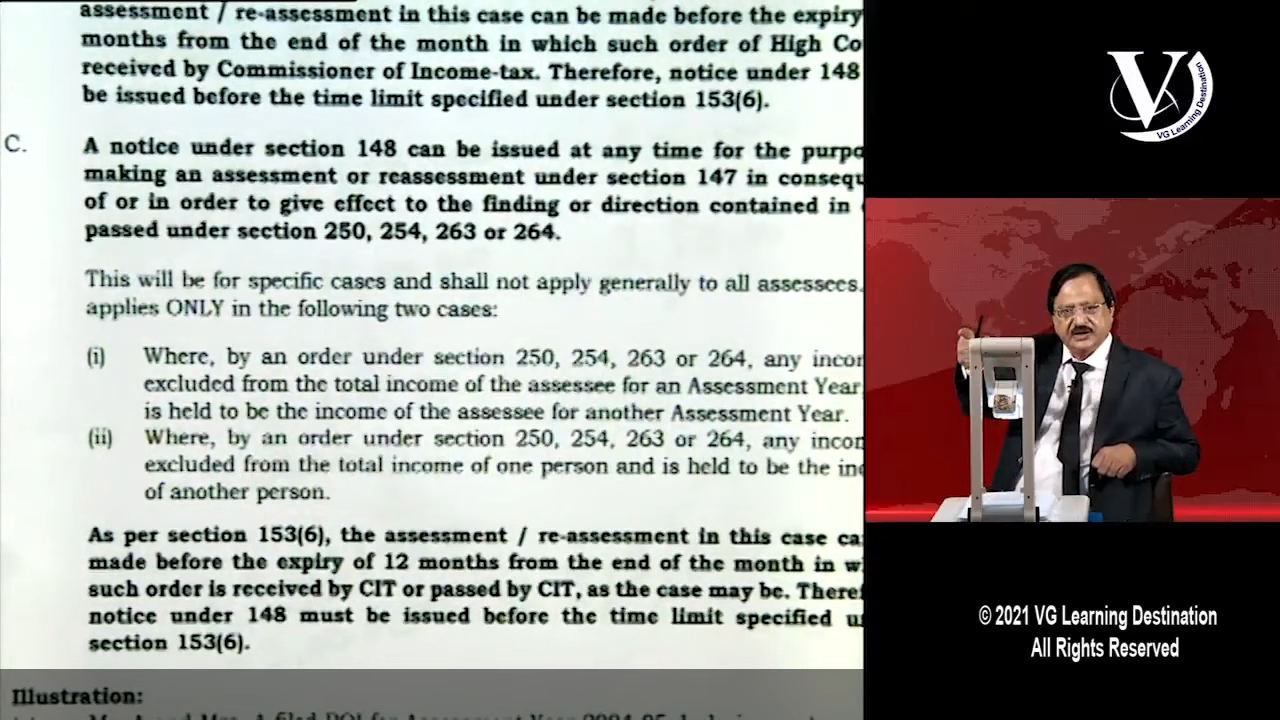 assessment / re-assessment in this case can be made before the expiry
months from the end of the month in which such order of High Co
received by Commissioner of Income-tax. Therefore, notice under 148
be issued before the time limit specified under section 153(6).
C.
A notice under section 148 can be issued at any time for the purpo
making an assessment or reassessment under section 147 in consequ
of or in order to give effect to the finding or direction contained in
passed under section 250, 254, 263 or 264.
This will be for specific cases and shall not apply generally to all assessees.
applies ONLY in the following two cases:
(i) Where, by an order under section 250, 254, 263 or 264, any incom
excluded from the total income of the assessee for an Assessment Year
is held to be the income of the assessee for another Assessment Year.
(ii) Where, by an order under section 250, 254, 263 or 264, any incom
excluded from the total income of one person and is held to be the inc
of another person.
As per section 153(6), the assessment / re-assessment in this case ca
made before the expiry of 12 months from the end of the month in w
such order is received by CIT or passed by CIT, as the case may be. Theref
notice under 148 must be issued before the time limit specified u
section 153(6).
Illustration:
V
VG Learning Destination
© 2021 VG Learning Destination
All Rights Reserved